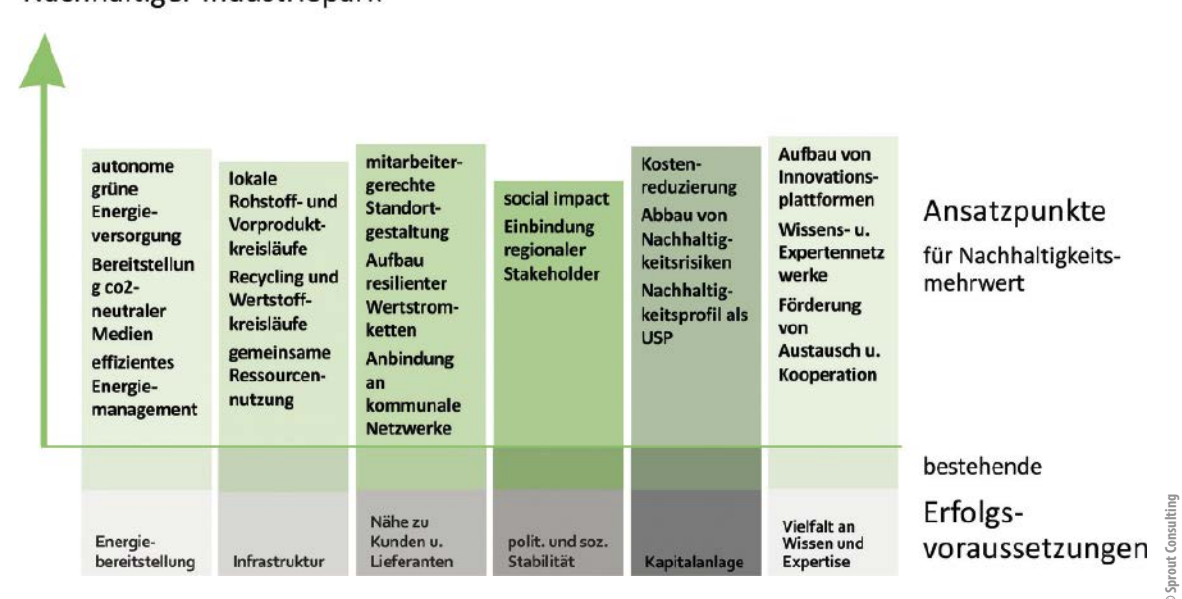 autonome
grüne
Energie-
versorgung
Bereitstellun
g co2-
neutraler
Medien
effizientes
Energie-
management
lokale
Rohstoff- und
Vorprodukt-
kreisläufe
Recycling und
Wertstoff-
kreisläufe
gemeinsame
Ressourcen-
nutzung
mitarbeiter-
gerechte
Standort-
gestaltung
Aufbau
resilienter
Wertstrom-
ketten
Anbindung
an
kommunale
Netzwerke
social impact
Einbindung
regionaler
Stakeholder
Kosten-
reduzierung
Abbau von
Nachhaltig-
keitsrisiken
Nachhaltig-
keitsprofil als
USP
Aufbau von
Innovations-
plattformen
Wissens- u.
Expertennetz
werke
Förderung
von
Austausch u.
Kooperation
Ansatzpunkte
für Nachhaltigkeits-
mehrwert
Energie-
bereitstellung
Infrastruktur
Nähe zu
Kunden u.
Lieferanten
polit. und soz.
Stabilität
Kapitalanlage
Vielfalt an
Wissen und
Expertise
bestehende
Erfolgs-
voraussetzungen
© Sprout Consulting